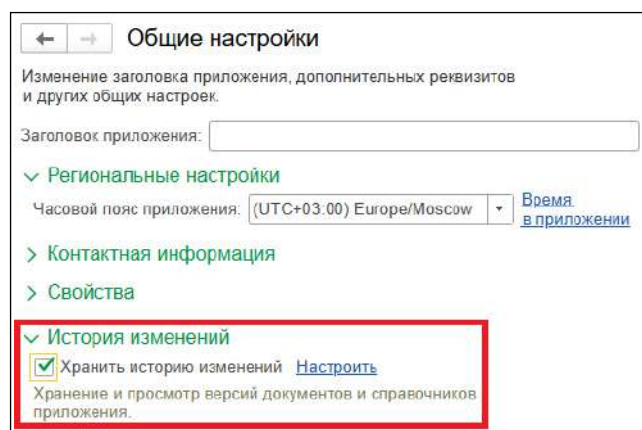 Общие настройки
Изменение заголовка приложения, дополнительных реквизитов
и других общих настроек.
Заголовок приложения:
Региональные настройки
Часовой пояс приложения: (UTC+03:00) Europe/Moscow Время
в приложении
Контактная информация
Свойства
История изменений
Хранить историю изменений Настроить
Хранение и просмотр версий документов и справочников
приложения.